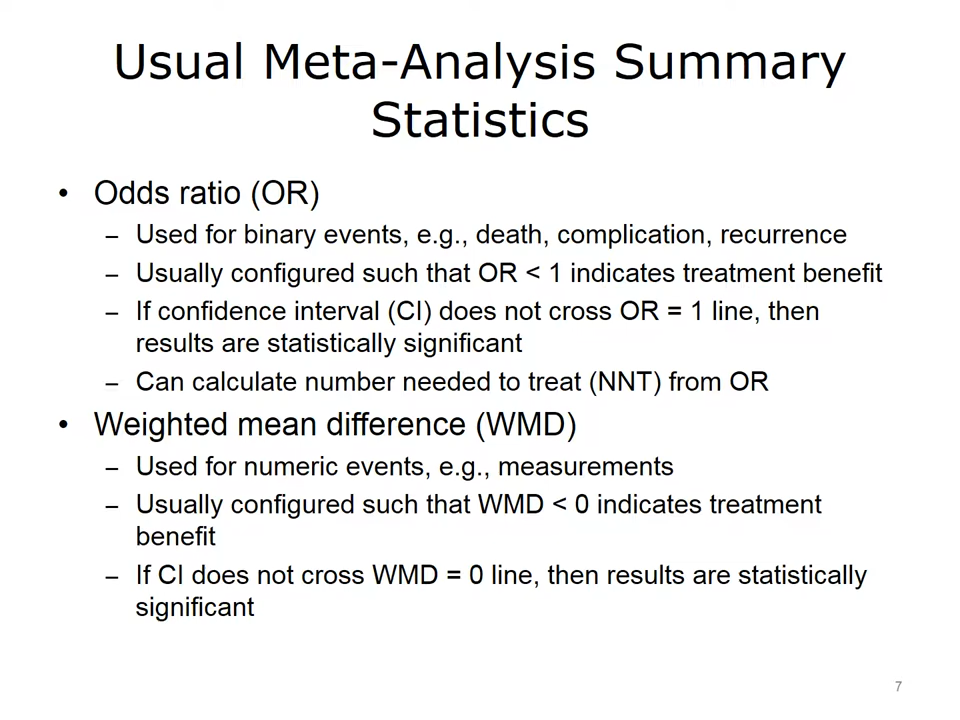 Usual Meta-Analysis Summary
Statistics
• Odds ratio (OR)
– Used for binary events, e.g., death, complication, recurrence
– Usually configured such that OR < 1 indicates treatment benefit
– If confidence interval (CI) does not cross OR = 1 line, then
results are statistically significant
– Can calculate number needed to treat (NNT) from OR
• Weighted mean difference (WMD)
– Used for numeric events, e.g., measurements
– Usually configured such that WMD < 0 indicates treatment
benefit
– If CI does not cross WMD = 0 line, then results are statistically
significant
7